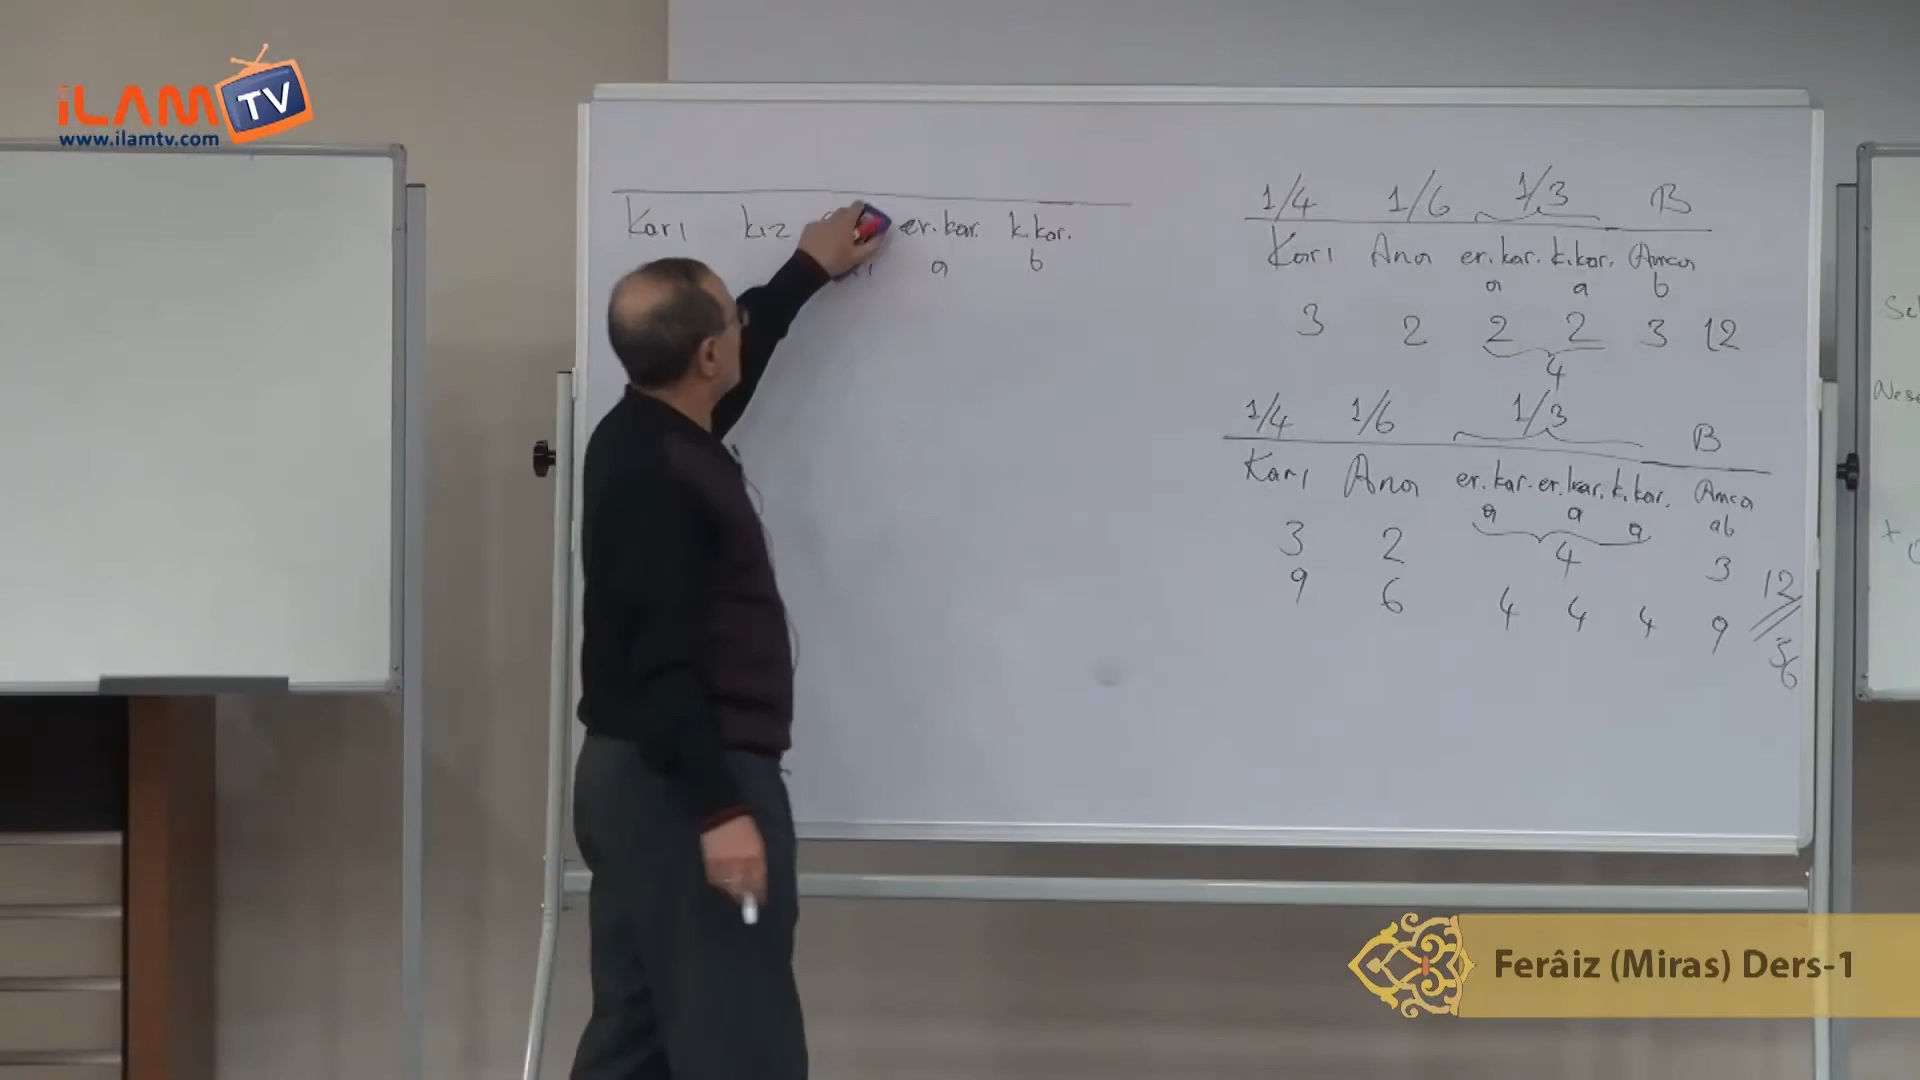 iLAM TV
www.ilamtv.com
Karı kız er.kar. k.kar.
a b
1/4 1/6 1/3 B
Karı Ana er.kar. k.kar. Amca
a a b
3 2 2 2 3 12
4
1/4 1/6 1/3 B
Karı Ana er.kar. er.kar. k.kar. Amca
a a a ab
3 2 4 3 12
9 6 4 4 4 9 36
Ferâiz (Miras) Ders-1